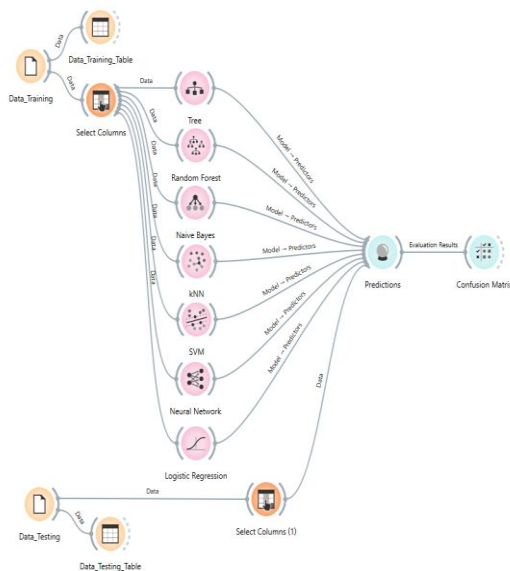 Data
Data_Training_Table
Data_Training
Data
Select Columns
Data
Tree
Data
Random Forest
Data
Naive Bayes
Data
kNN
Data
SVM
Data
Neural Network
Data
Logistic Regression
Model → Predictors
Model → Predictors
Model → Predictors
Model → Predictors
Model → Predictors
Model → Predictors
Model → Predictors
Predictions
Evaluation Results
Confusion Matri
Data
Data_Testing
Data
Select Columns (1)
Data
Data_Testing_Table